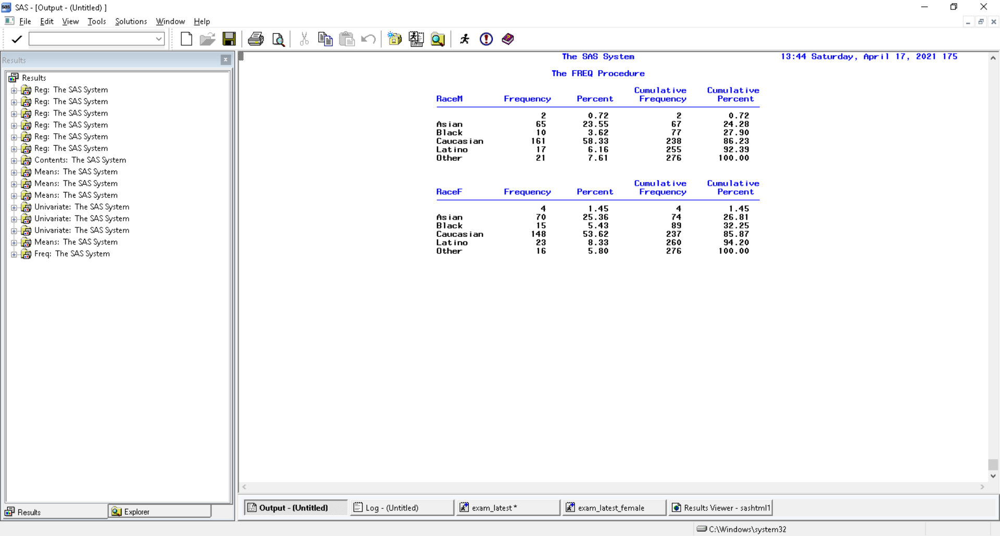 SAS - [Output - (Untitled) ]
File Edit View Tools Solutions Window Help
Results
Results
Reg: The SAS System
Reg: The SAS System
Reg: The SAS System
Reg: The SAS System
Reg: The SAS System
Reg: The SAS System
Contents: The SAS System
Means: The SAS System
Means: The SAS System
Means: The SAS System
Univariate: The SAS System
Univariate: The SAS System
Univariate: The SAS System
Means: The SAS System
Freq: The SAS System
Results Explorer
The SAS System 13:44 Saturday, April 17, 2021 175
The FREQ Procedure
Cumulative Cumulative
RaceM Frequency Percent Frequency Percent
2 0.72 2 0.72
Asian 65 23.55 67 24.28
Black 10 3.62 77 27.90
Caucasian 161 58.33 238 86.23
Latino 17 6.16 255 92.39
Other 21 7.61 276 100.00
Cumulative Cumulative
RaceF Frequency Percent Frequency Percent
4 1.45 4 1.45
Asian 70 25.36 74 26.81
Black 15 5.43 89 32.25
Caucasian 148 53.62 237 85.87
Latino 23 8.33 260 94.20
Other 16 5.80 276 100.00
Output - (Untitled) Log - (Untitled) exam_latest * exam_latest_female Results Viewer - sashtml1
C:\Windows\system32